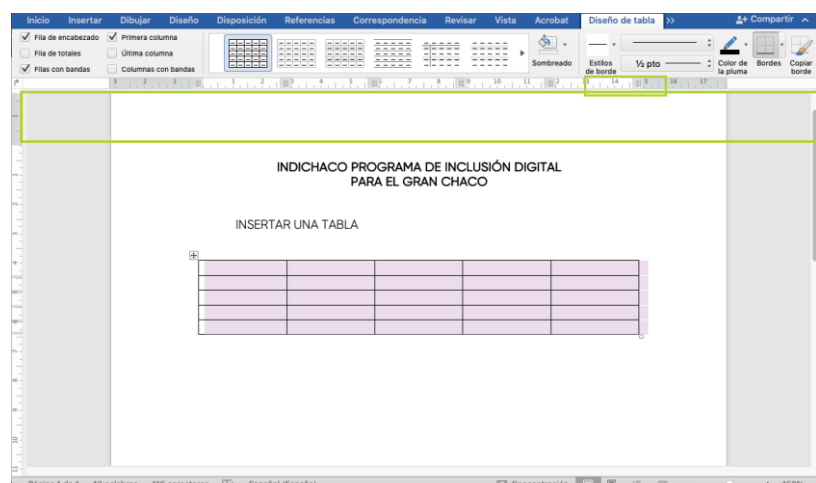 Inicio Insertar Dibujar Diseño Disposición Referencias Correspondencia Revisar Vista Acrobat Diseño de tabla >> Compartir
Fila de encabezado Primera columna
Fila de totales Última columna
Filas con bandas Columnas con bandas
Sombreado
Estilos de borde
½ pto
Color de la pluma
Bordes
Copiar borde
INDICHACO PROGRAMA DE INCLUSIÓN DIGITAL
PARA EL GRAN CHACO
INSERTAR UNA TABLA